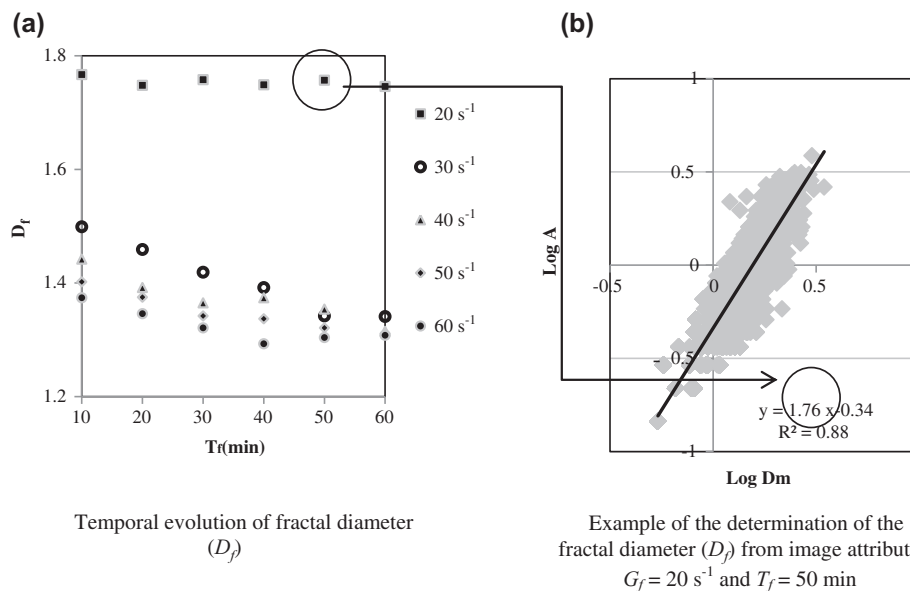 (a)
1.8
1.6
1.4
1.2
D_f
10 20 30 40 50 60
T_f(min)
20 s⁻¹
30 s⁻¹
40 s⁻¹
50 s⁻¹
60 s⁻¹
Temporal evolution of fractal diameter
(D_f)
(b)
1
0.5
0
-0.5
-1
Log A
-0.5 0 0.5
y = 1.76 x-0.34
R² = 0.88
Log Dm
Example of the determination of the
fractal diameter (D_f) from image attribut
G_f = 20 s⁻¹ and T_f = 50 min